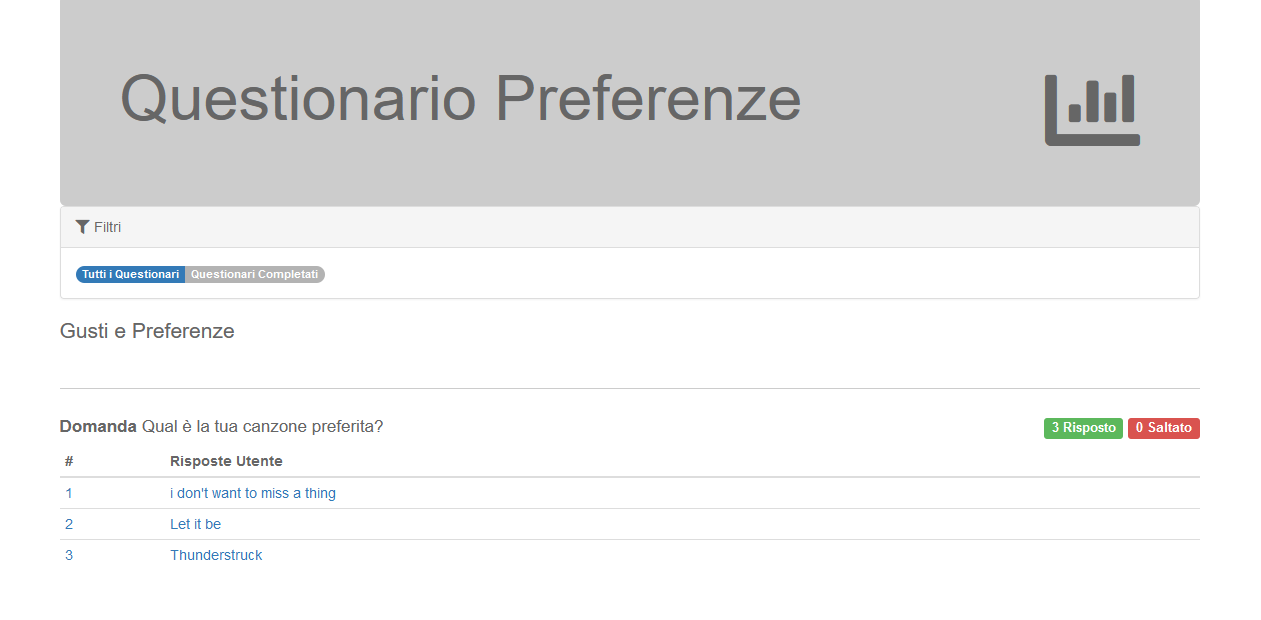 Questionario Preferenze
Filtri
Tutti i Questionari Questionari Completati
Gusti e Preferenze
Domanda Qual è la tua canzone preferita? 3 Risposto 0 Saltato
# Risposte Utente
1 i don't want to miss a thing
2 Let it be
3 Thunderstruck